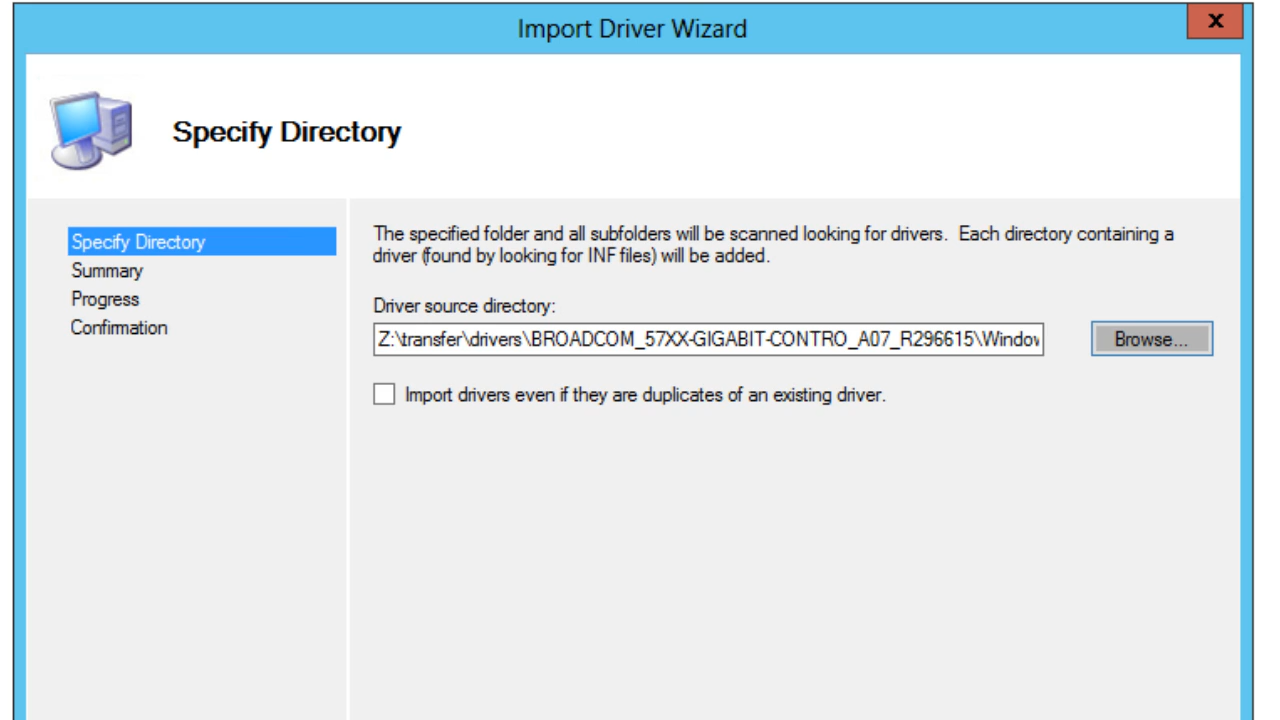 Import Driver Wizard
x
Specify Directory
Specify Directory
Summary
Progress
Confirmation
The specified folder and all subfolders will be scanned looking for drivers.  Each directory containing a
driver (found by looking for INF files) will be added.
Driver source directory:
Z:\transfer\drivers\BROADCOM_57XX-GIGABIT-CONTRO_A07_R296615\Window
Browse...
Import drivers even if they are duplicates of an existing driver.